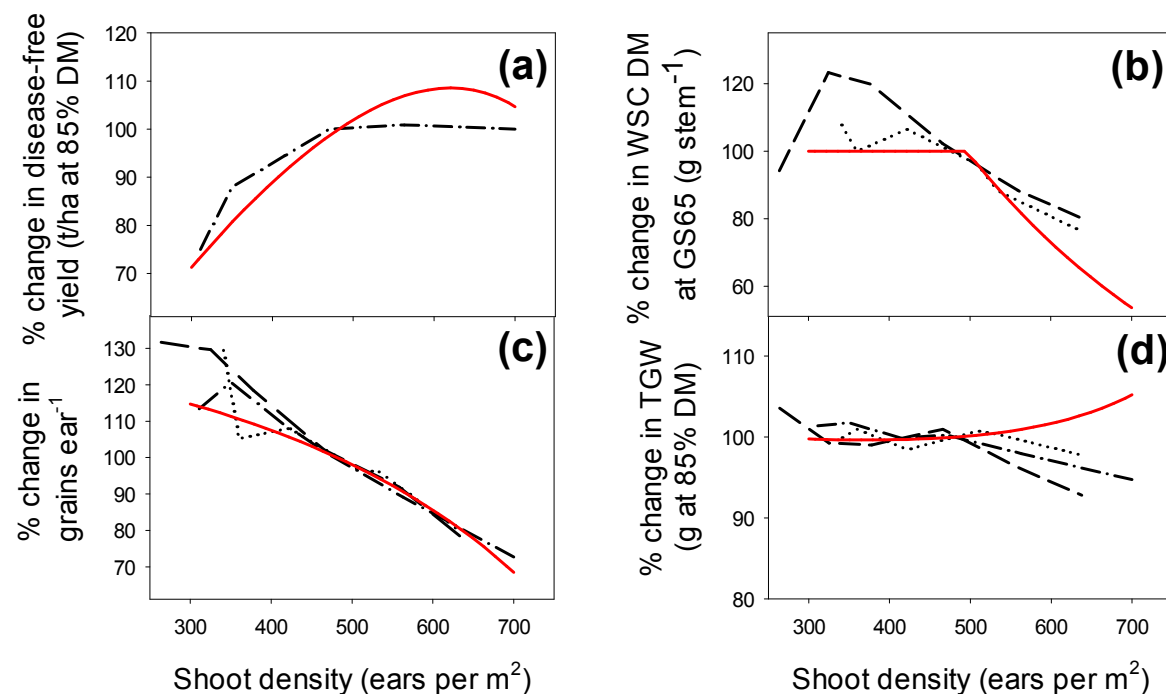 % change in disease-free
yield (t/ha at 85% DM)
120
110
100
90
80
70
(a)
% change in WSC DM
at GS65 (g stem⁻¹)
120
100
80
60
(b)
% change in
grains ear⁻¹
130
120
110
100
90
80
70
(c)
300 400 500 600 700
Shoot density (ears per m²)
% change in TGW
(g at 85% DM)
110
100
90
80
(d)
300 400 500 600 700
Shoot density (ears per m²)